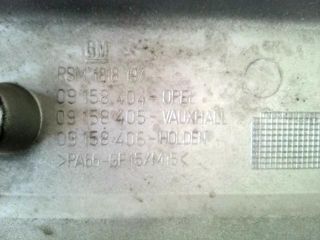 GM
09 158 404-OPEL
09 158 405-VAUXHALL
09 158 406-HOLDEN
>PA66-GF15/M15<